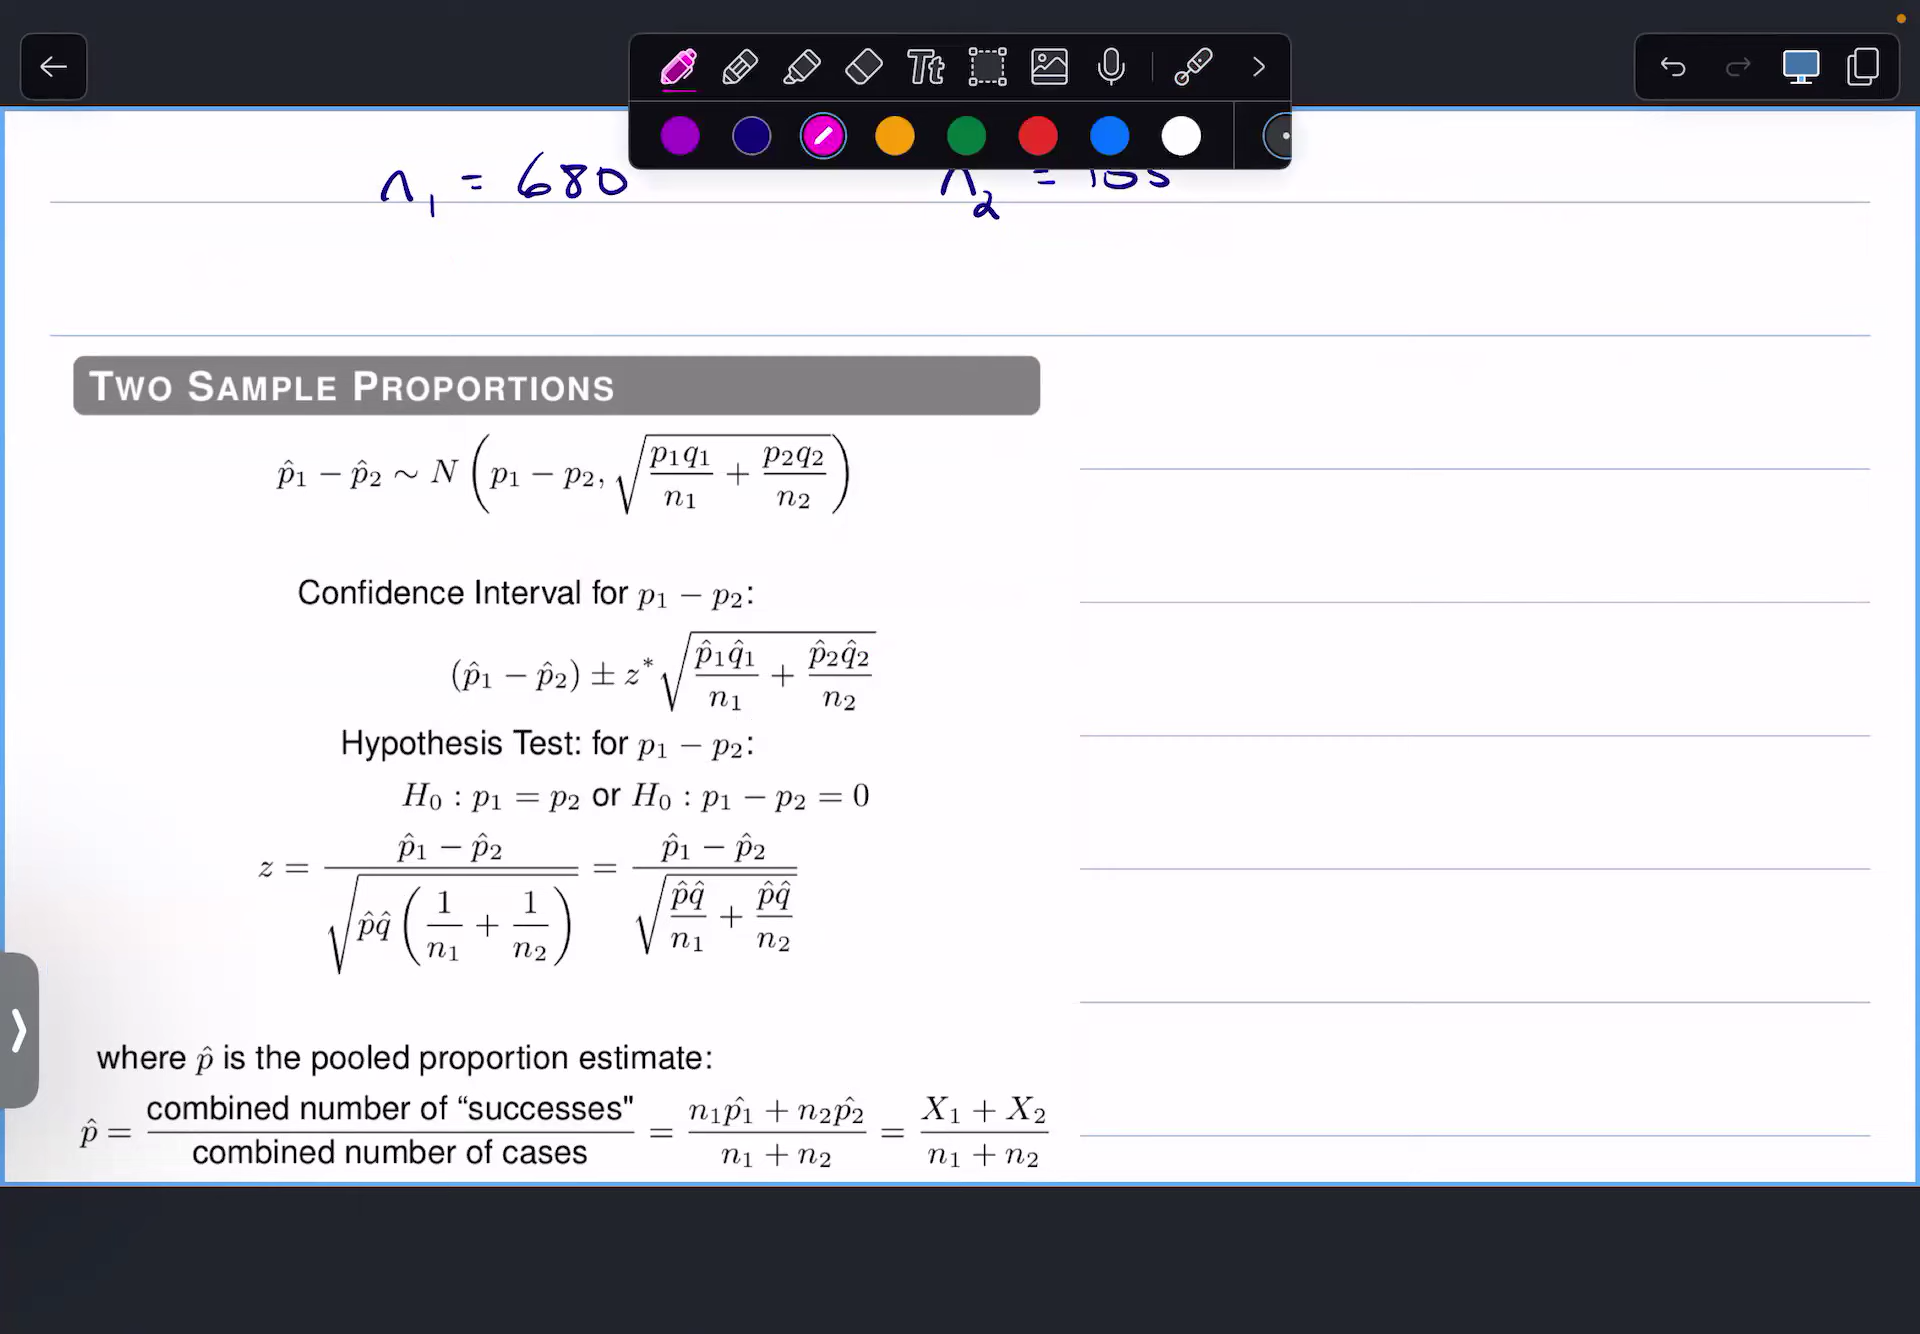 Tt
n₁ = 680 n₂ =
TWO SAMPLE PROPORTIONS
p̂₁ − p̂₂ ∼ N (p₁ − p₂, √(p₁q₁/n₁ + p₂q₂/n₂))
Confidence Interval for p₁ − p₂:
(p̂₁ − p̂₂) ± z* √(p̂₁q̂₁/n₁ + p̂₂q̂₂/n₂)
Hypothesis Test: for p₁ − p₂:
H₀ : p₁ = p₂ or H₀ : p₁ − p₂ = 0
z = (p̂₁ − p̂₂)/√(p̂q̂(1/n₁ + 1/n₂)) = (p̂₁ − p̂₂)/√(p̂q̂/n₁ + p̂q̂/n₂)
where p̂ is the pooled proportion estimate:
p̂ = combined number of “successes"/combined number of cases = (n₁p̂₁ + n₂p̂₂)/(n₁ + n₂) = (X₁ + X₂)/(n₁ + n₂)